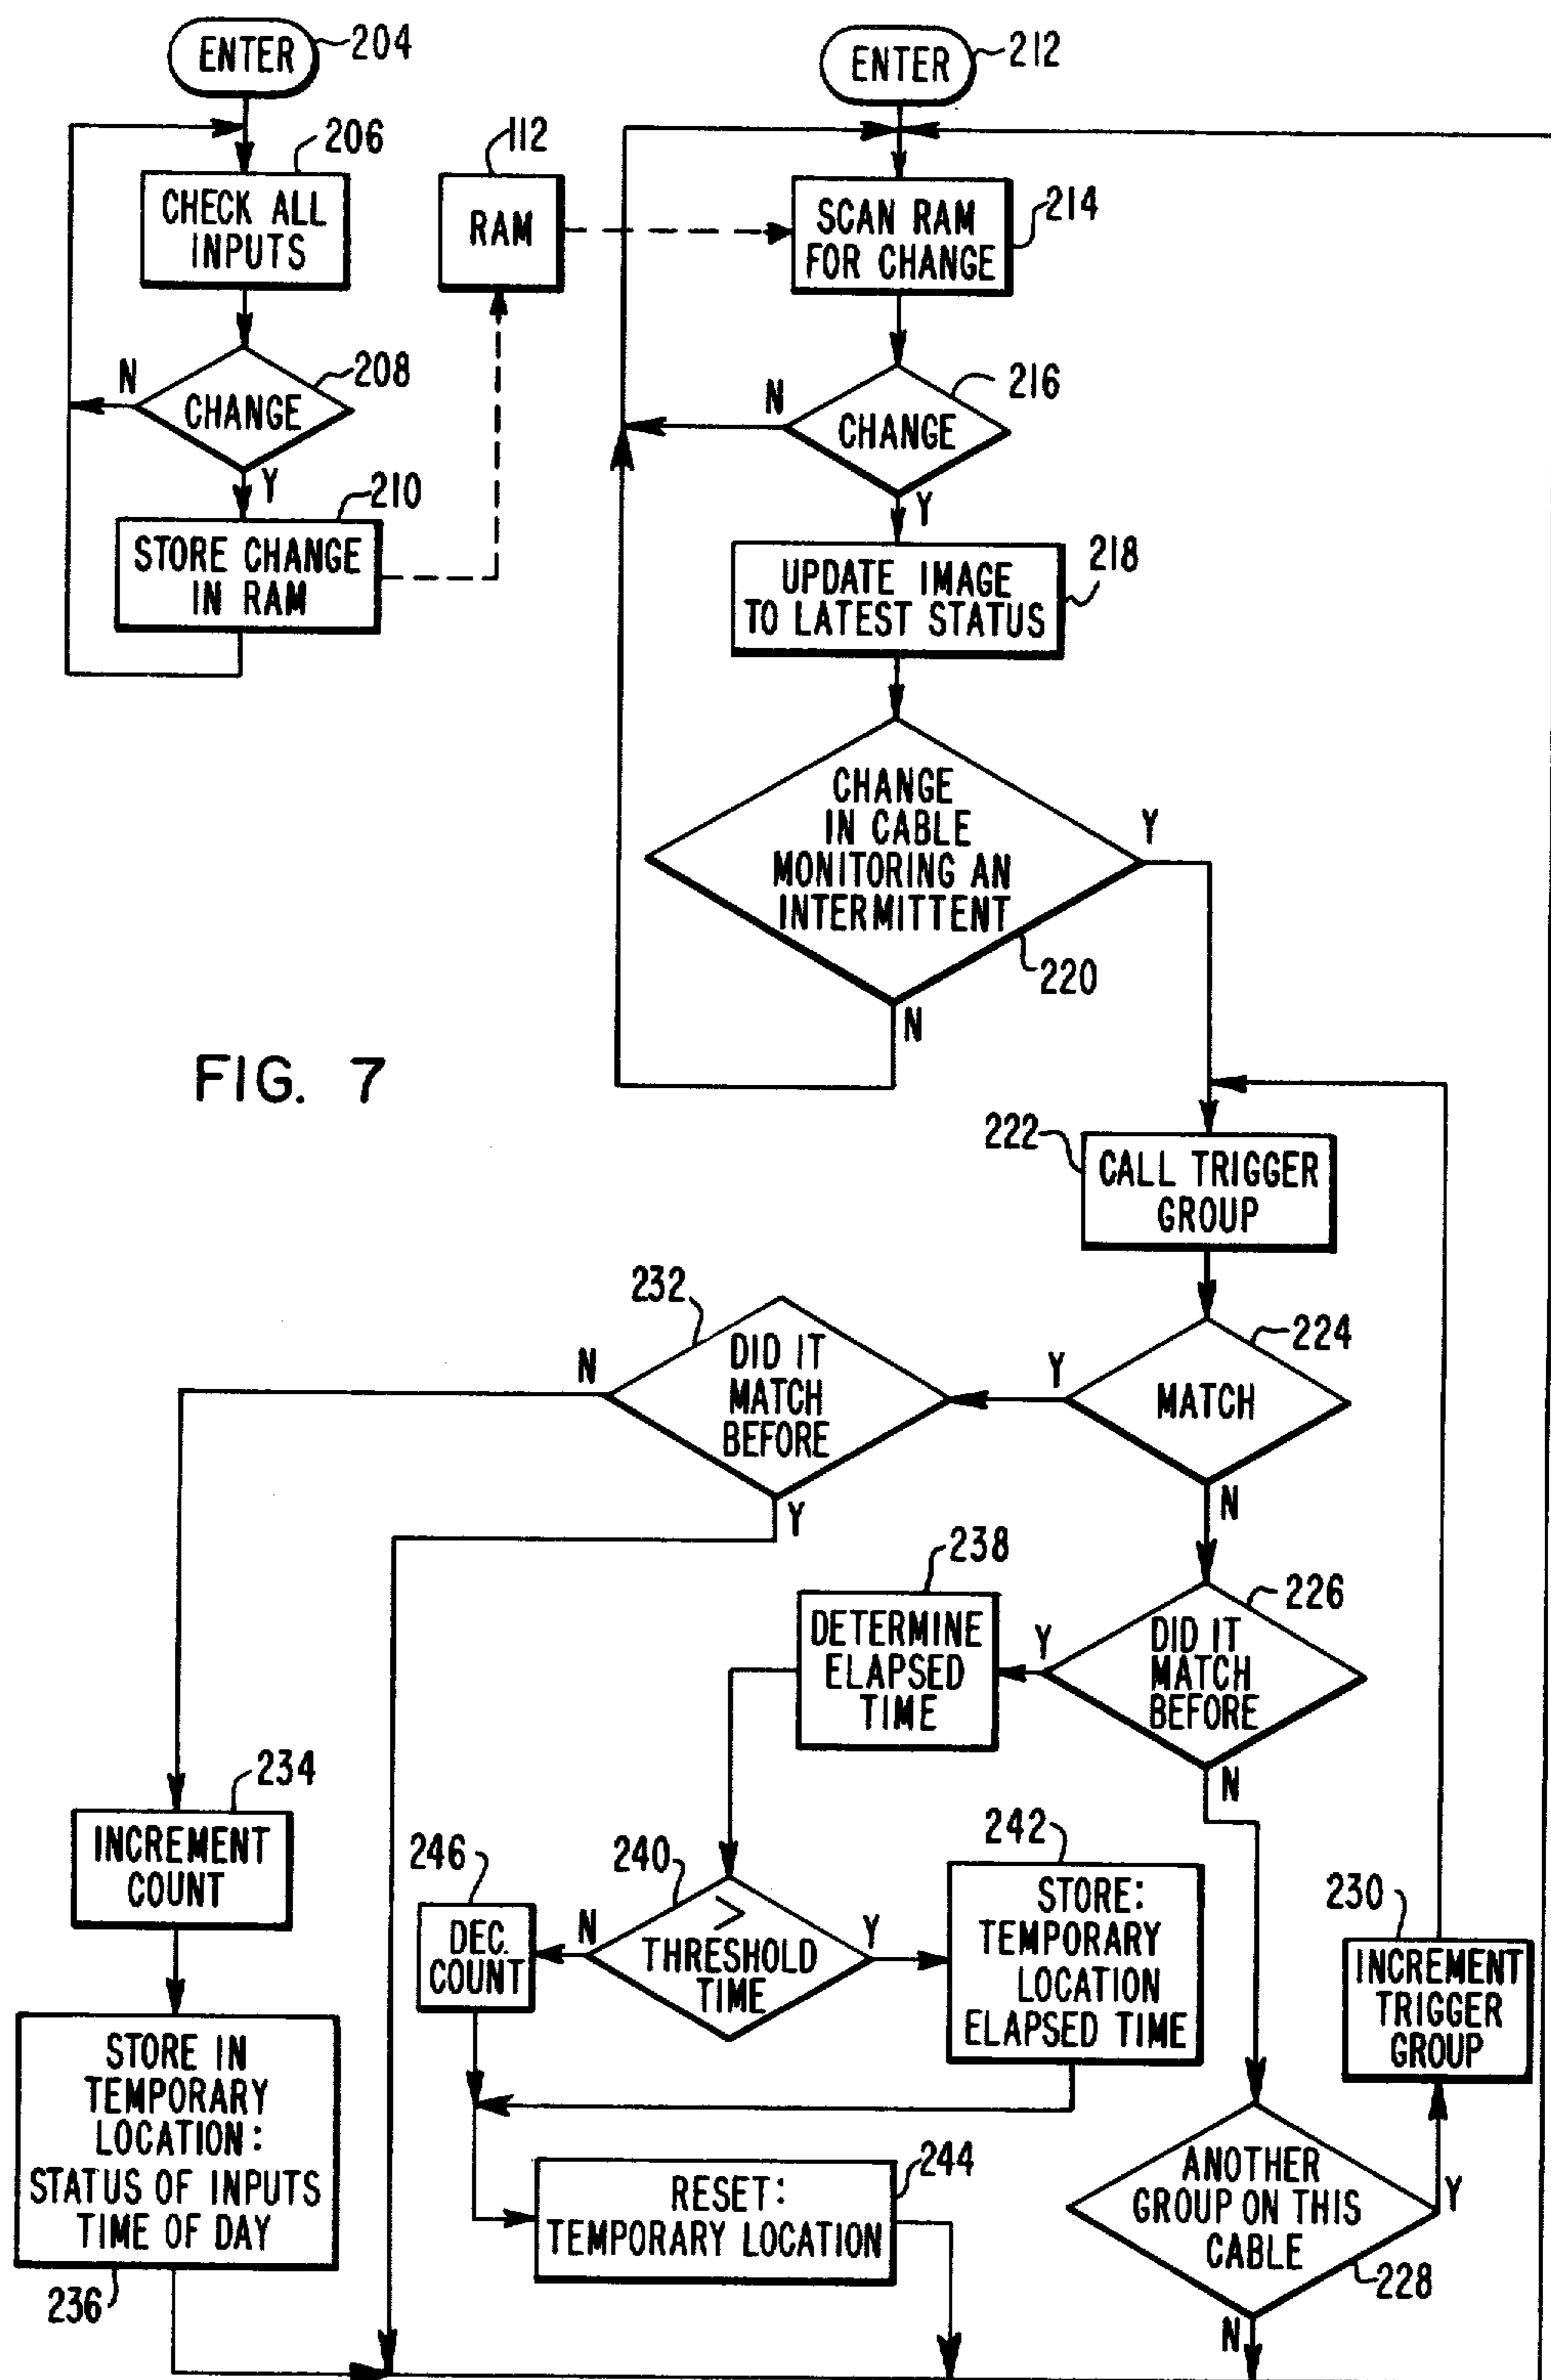 ENTER
204
206
CHECK ALL
INPUTS
CHANGE
208
N
Y
210
STORE CHANGE
IN RAM
112
RAM
ENTER
212
SCAN RAM
FOR CHANGE
214
CHANGE
216
N
Y
UPDATE IMAGE
TO LATEST STATUS
218
CHANGE
IN CABLE
MONITORING AN
INTERMITTENT
220
Y
N
FIG. 7
222
CALL TRIGGER
GROUP
MATCH
224
Y
N
232
DID IT
MATCH
BEFORE
N
Y
DID IT
MATCH
BEFORE
226
Y
N
238
DETERMINE
ELAPSED
TIME
234
INCREMENT
COUNT
246
DEC.
COUNT
240
>
THRESHOLD
TIME
N
Y
242
STORE:
TEMPORARY
LOCATION
ELAPSED TIME
230
INCREMENT
TRIGGER
GROUP
STORE IN
TEMPORARY
LOCATION:
STATUS OF INPUTS
TIME OF DAY
236
RESET:
TEMPORARY LOCATION
244
ANOTHER
GROUP ON THIS
CABLE
228
Y
N